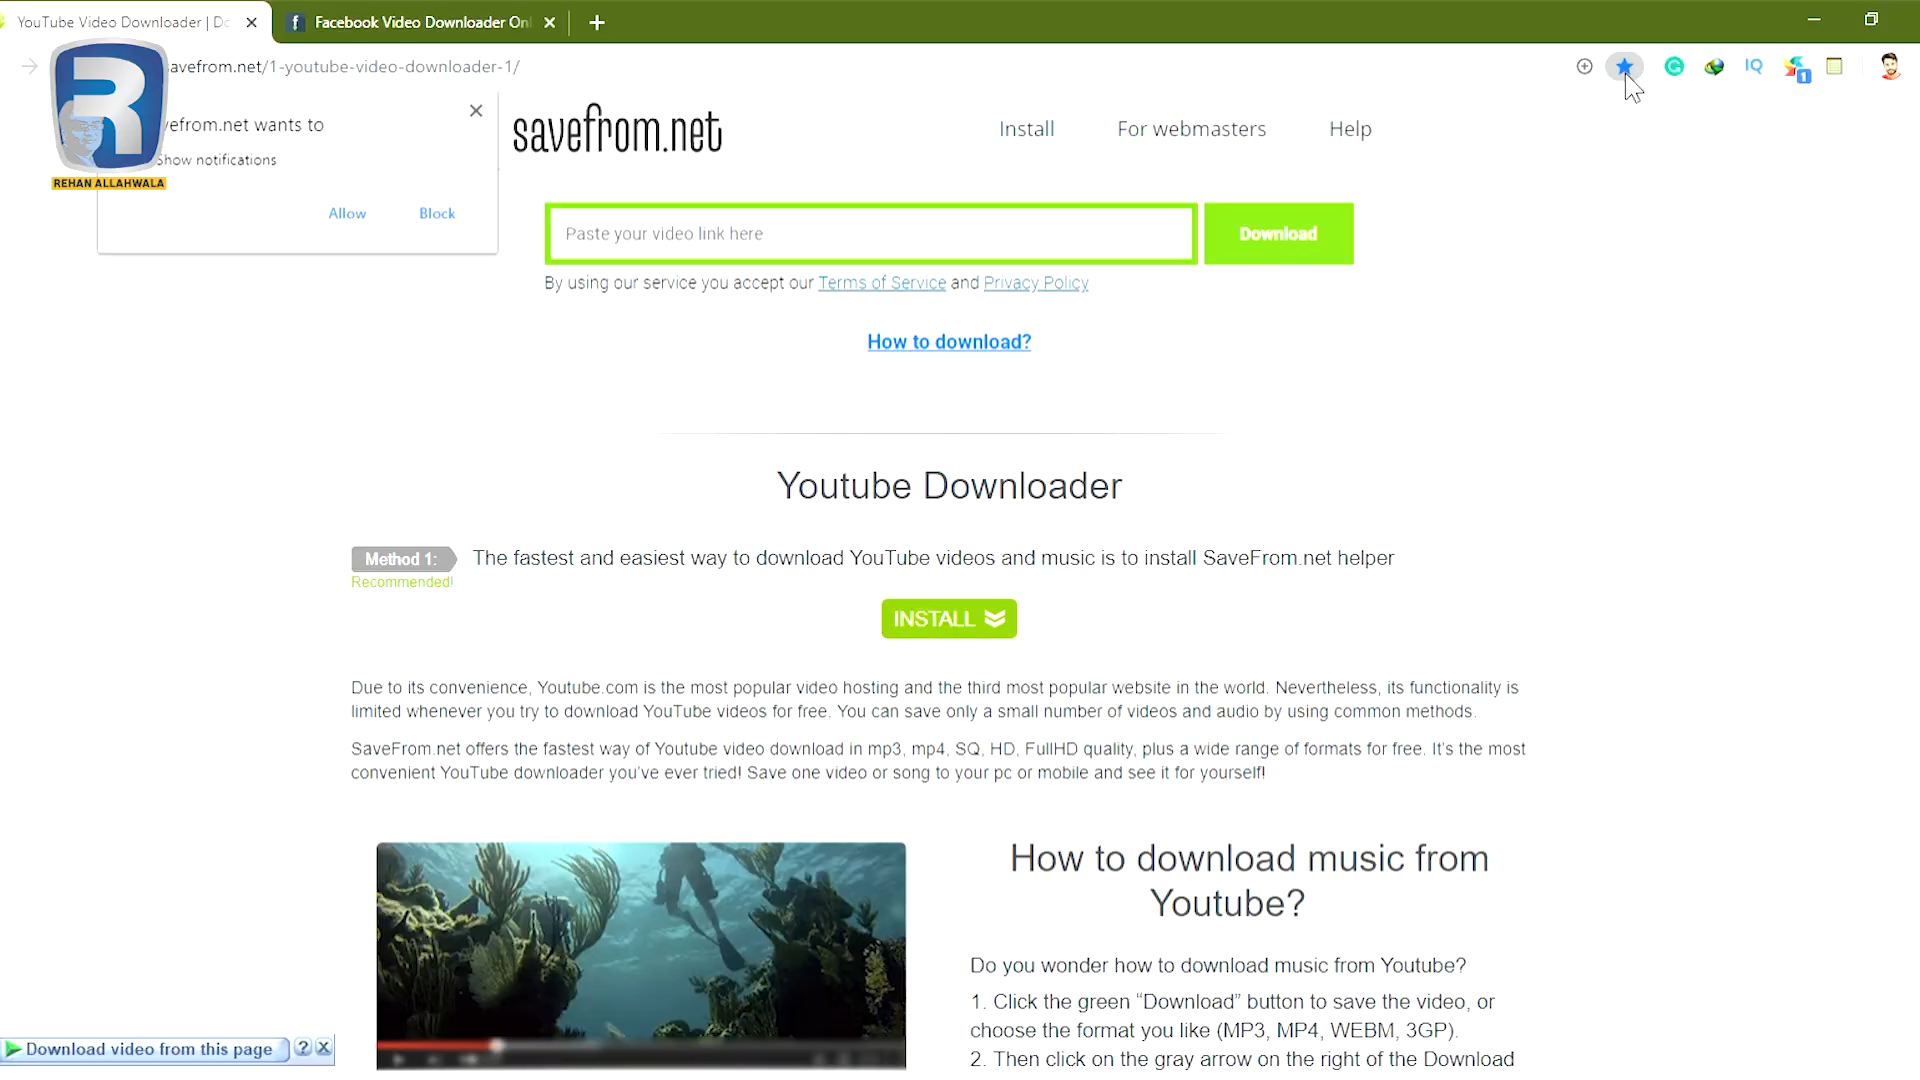 YouTube Video Downloader | Do
Facebook Video Downloader Onl
avefrom.net/1-youtube-video-downloader-1/
IQ
1
R
REHAN ALLAHWALA
vefrom.net wants to
Show notifications
Allow
Block
savefrom.net
Install
For webmasters
Help
Paste your video link here
Download
By using our service you accept our Terms of Service and Privacy Policy
How to download?
Youtube Downloader
Method 1:
The fastest and easiest way to download YouTube videos and music is to install SaveFrom.net helper
Recommended!
INSTALL
Due to its convenience, Youtube.com is the most popular video hosting and the third most popular website in the world. Nevertheless, its functionality is
limited whenever you try to download YouTube videos for free. You can save only a small number of videos and audio by using common methods.
SaveFrom.net offers the fastest way of Youtube video download in mp3, mp4, SQ, HD, FullHD quality, plus a wide range of formats for free. It's the most
convenient YouTube downloader you've ever tried! Save one video or song to your pc or mobile and see it for yourself!
How to download music from
Youtube?
Do you wonder how to download music from Youtube?
1. Click the green “Download” button to save the video, or
choose the format you like (MP3, MP4, WEBM, 3GP).
2. Then click on the gray arrow on the right of the Download
Download video from this page